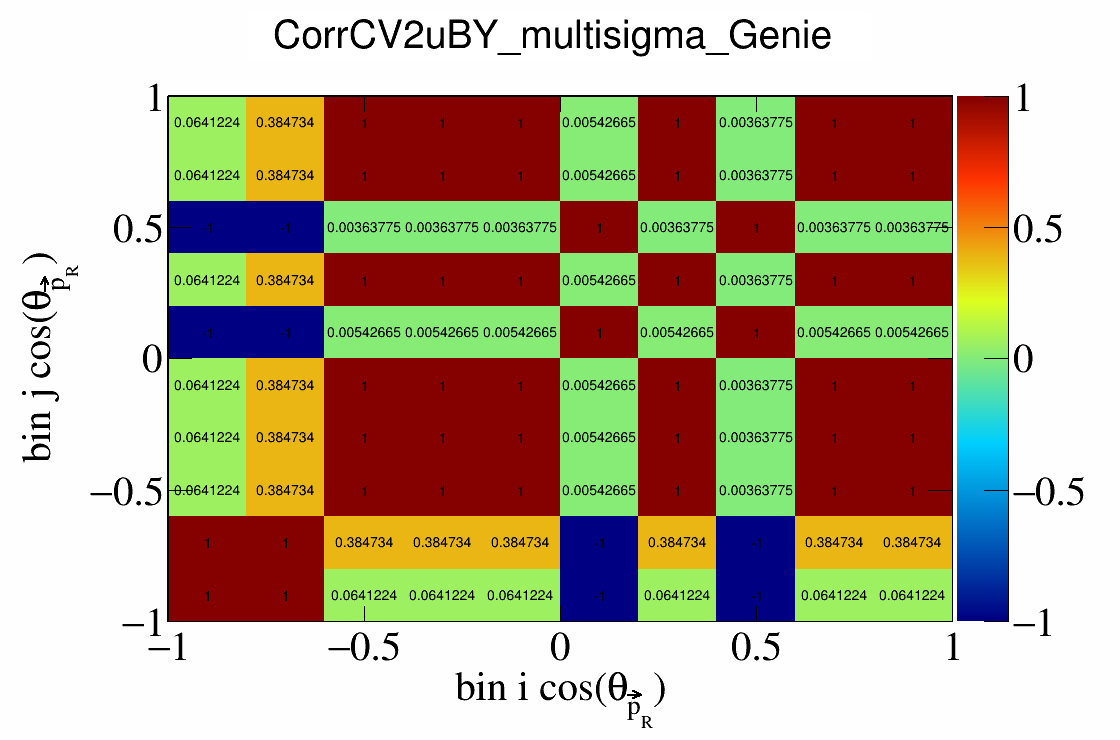 CorrCV2uBY_multisigma_Genie
1 0.0641224 0.384734 1 1 1 0.00542665 1 0.00363775 1 1 1
0.0641224 0.384734 1 1 1 0.00542665 1 0.00363775 1 1
0.5 -1 -1 0.00363775 0.00363775 0.00363775 1 0.00363775 1 0.00363775 0.00363775 0.5
0.0641224 0.384734 1 1 1 0.00542665 1 0.00363775 1 1
-1 -1 0.00542665 0.00542665 0.00542665 1 0.00542665 1 0.00542665 0.00542665
0 0
0.0641224 0.384734 1 1 1 0.00542665 1 0.00363775 1 1
0.0641224 0.384734 1 1 1 0.00542665 1 0.00363775 1 1
−0.5 0.0641224 0.384734 1 1 1 0.00542665 1 0.00363775 1 1 −0.5
1 1 0.384734 0.384734 0.384734 -1 0.384734 -1 0.384734 0.384734
1 1 0.0641224 0.0641224 0.0641224 -1 0.0641224 -1 0.0641224 0.0641224
−1 −1
−1 −0.5 0 0.5 1
bin i cos(θp⃗R)
bin j cos(θp⃗R)